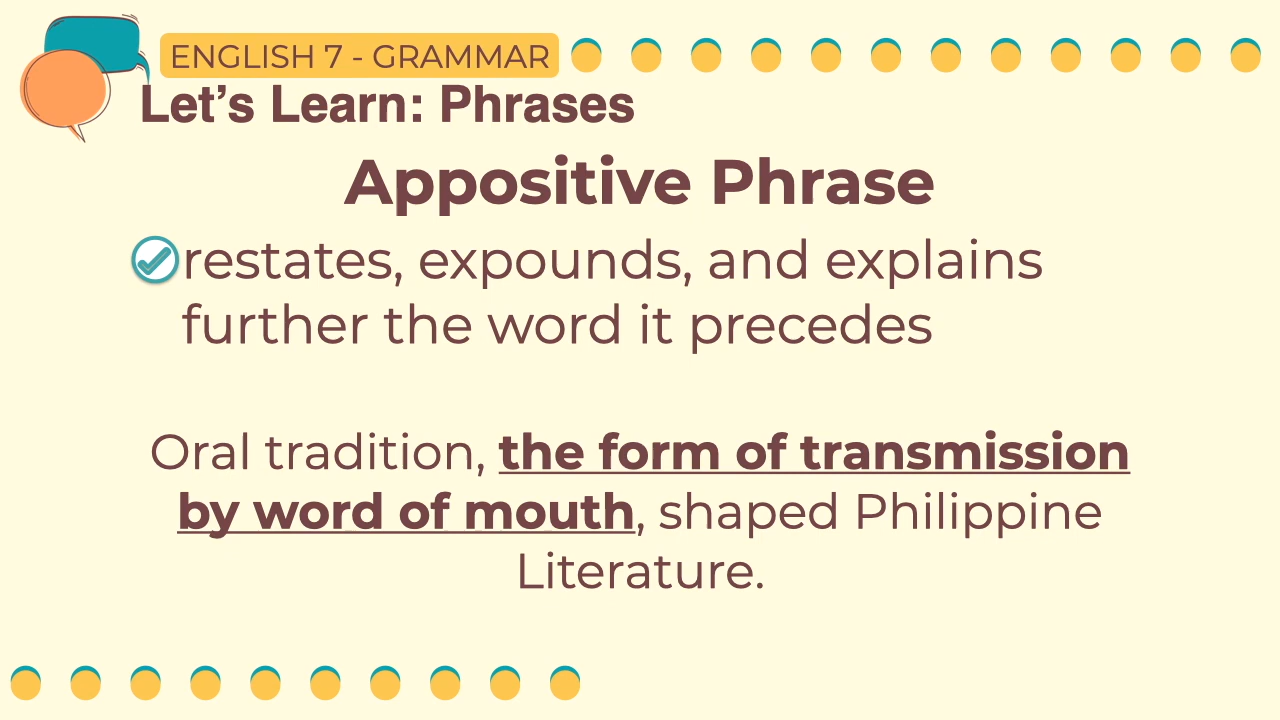 ENGLISH 7 - GRAMMAR
Let’s Learn: Phrases
Appositive Phrase
restates, expounds, and explains
further the word it precedes
Oral tradition, the form of transmission
by word of mouth, shaped Philippine
Literature.